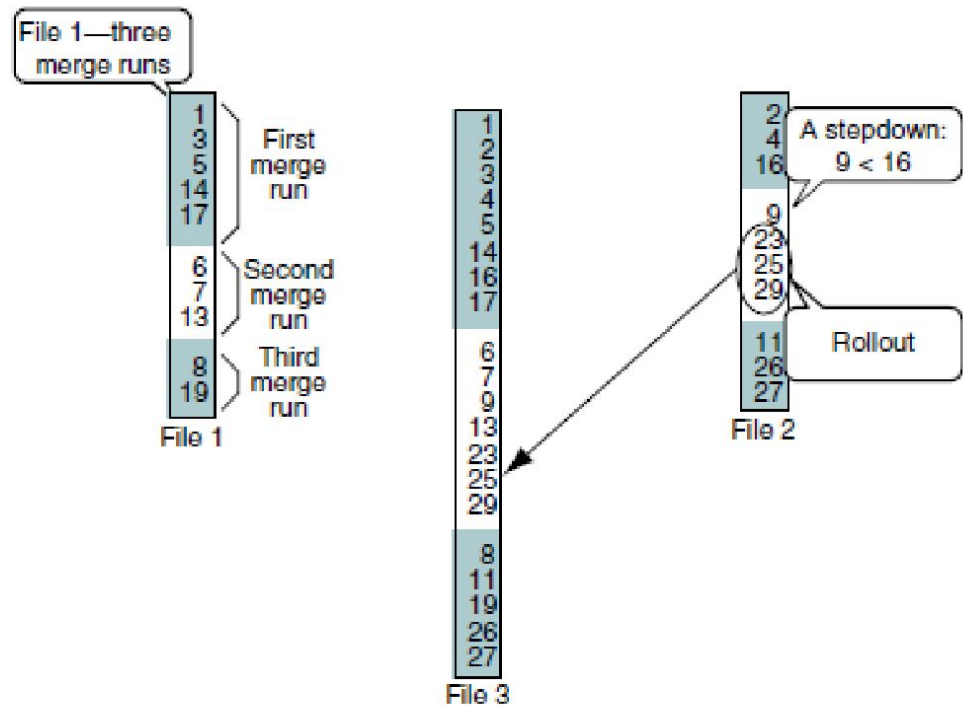 File 1—three
merge runs
1
3
5
14
17
First
merge
run
6
7
13
Second
merge
run
8
19
Third
merge
run
File 1
1
2
3
4
5
14
16
17
6
7
9
13
23
25
29
8
11
19
26
27
File 3
2
4
16
A stepdown:
9 < 16
9
23
25
29
Rollout
11
26
27
File 2